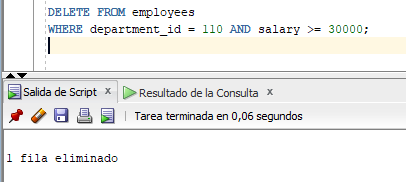 DELETE FROM employees
WHERE department_id = 110 AND salary >= 30000;
Salida de Script x Resultado de la Consulta x
Tarea terminada en 0,06 segundos
1 fila eliminado